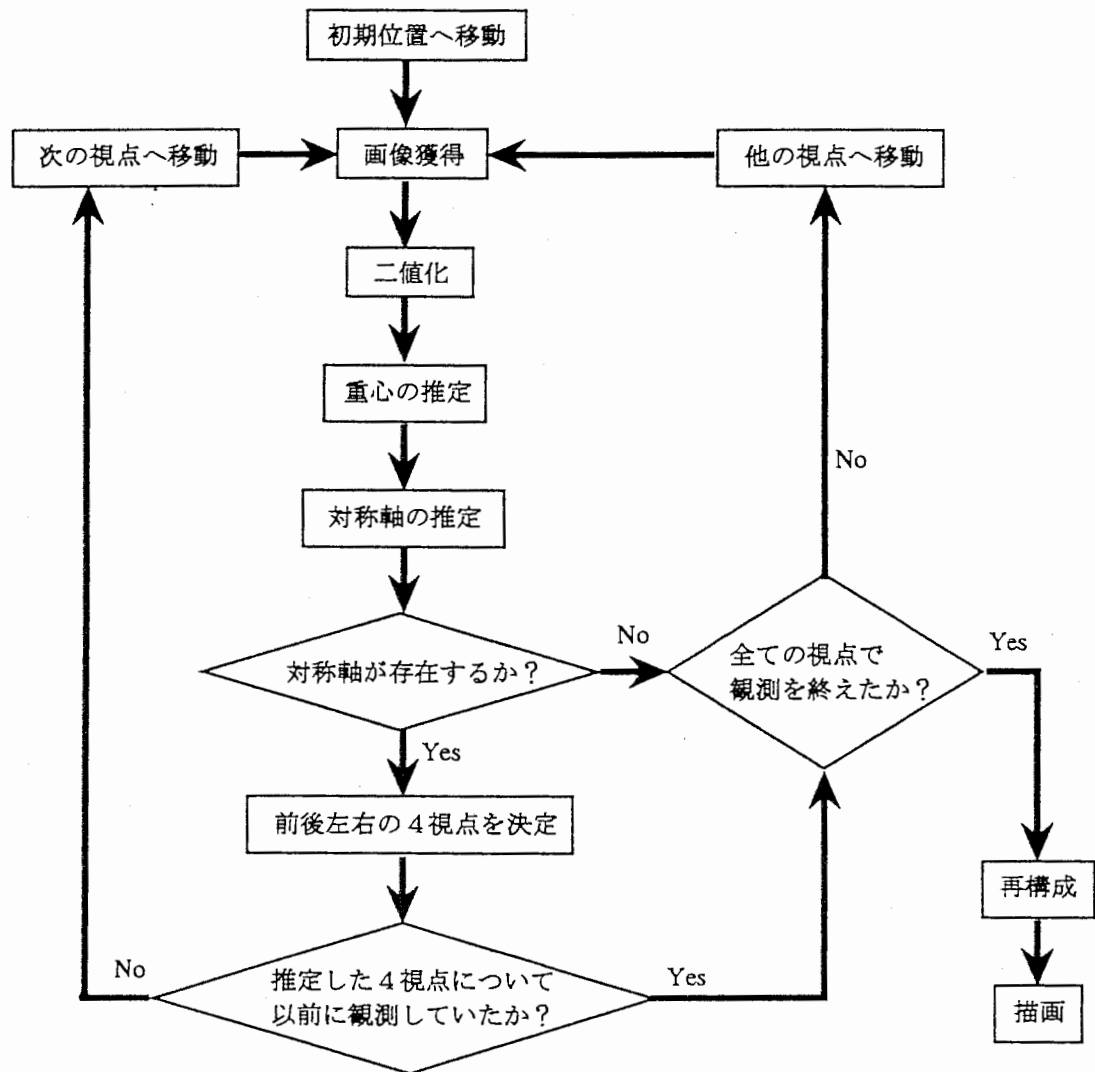 初期位置へ移動
次の視点へ移動
画像獲得
他の視点へ移動
二値化
重心の推定
No
対称軸の推定
対称軸が存在するか？
No
全ての視点で
観測を終えたか？
Yes
Yes
前後左右の４視点を決定
再構成
No
推定した４視点について
以前に観測していたか？
Yes
描画